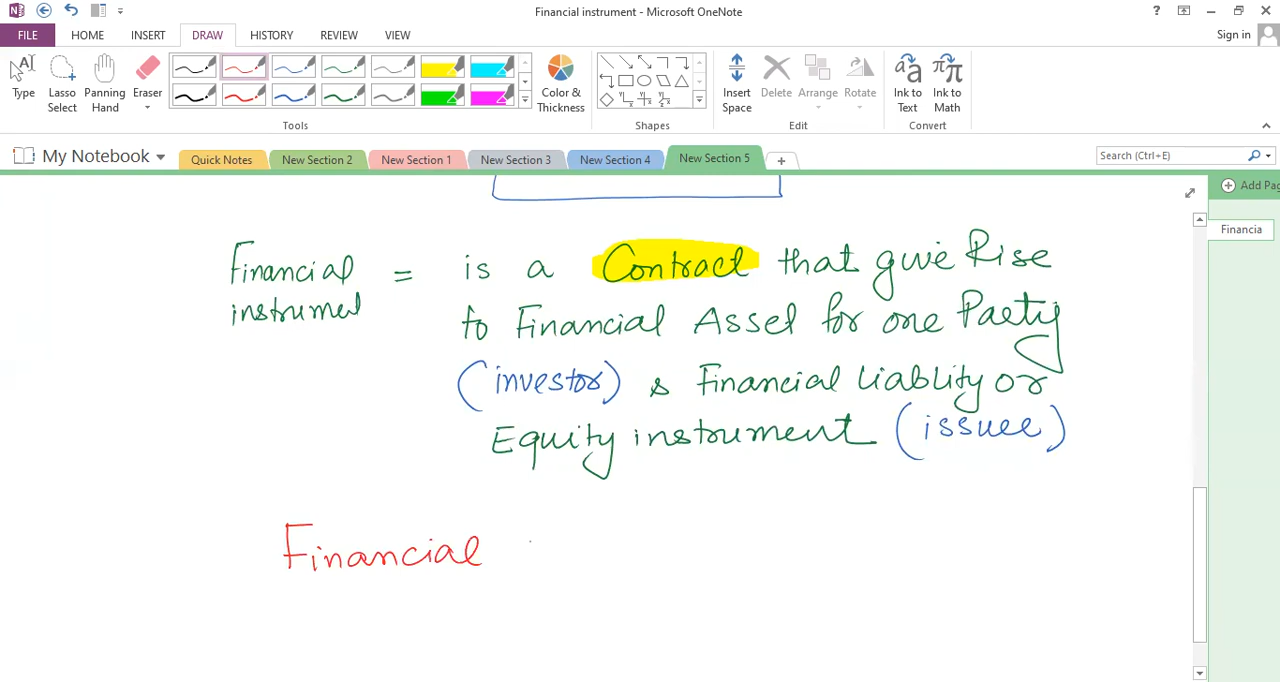 Financial instrument - Microsoft OneNote
?
Sign in
FILE HOME INSERT DRAW HISTORY REVIEW VIEW
Type
Lasso Select
Panning Hand
Eraser
Color & Thickness
Insert Space
Delete
Arrange
Rotate
Ink to Text
Ink to Math
Tools
Shapes
Edit
Convert
My Notebook
Quick Notes
New Section 2
New Section 1
New Section 3
New Section 4
New Section 5
Search (Ctrl+E)
Add Pag
Financia
Financial = is a Contract that give Rise
instrument
to Financial Asset for one Party
(investor) & Financial Liablity or
Equity instrument (issuer)
Financial